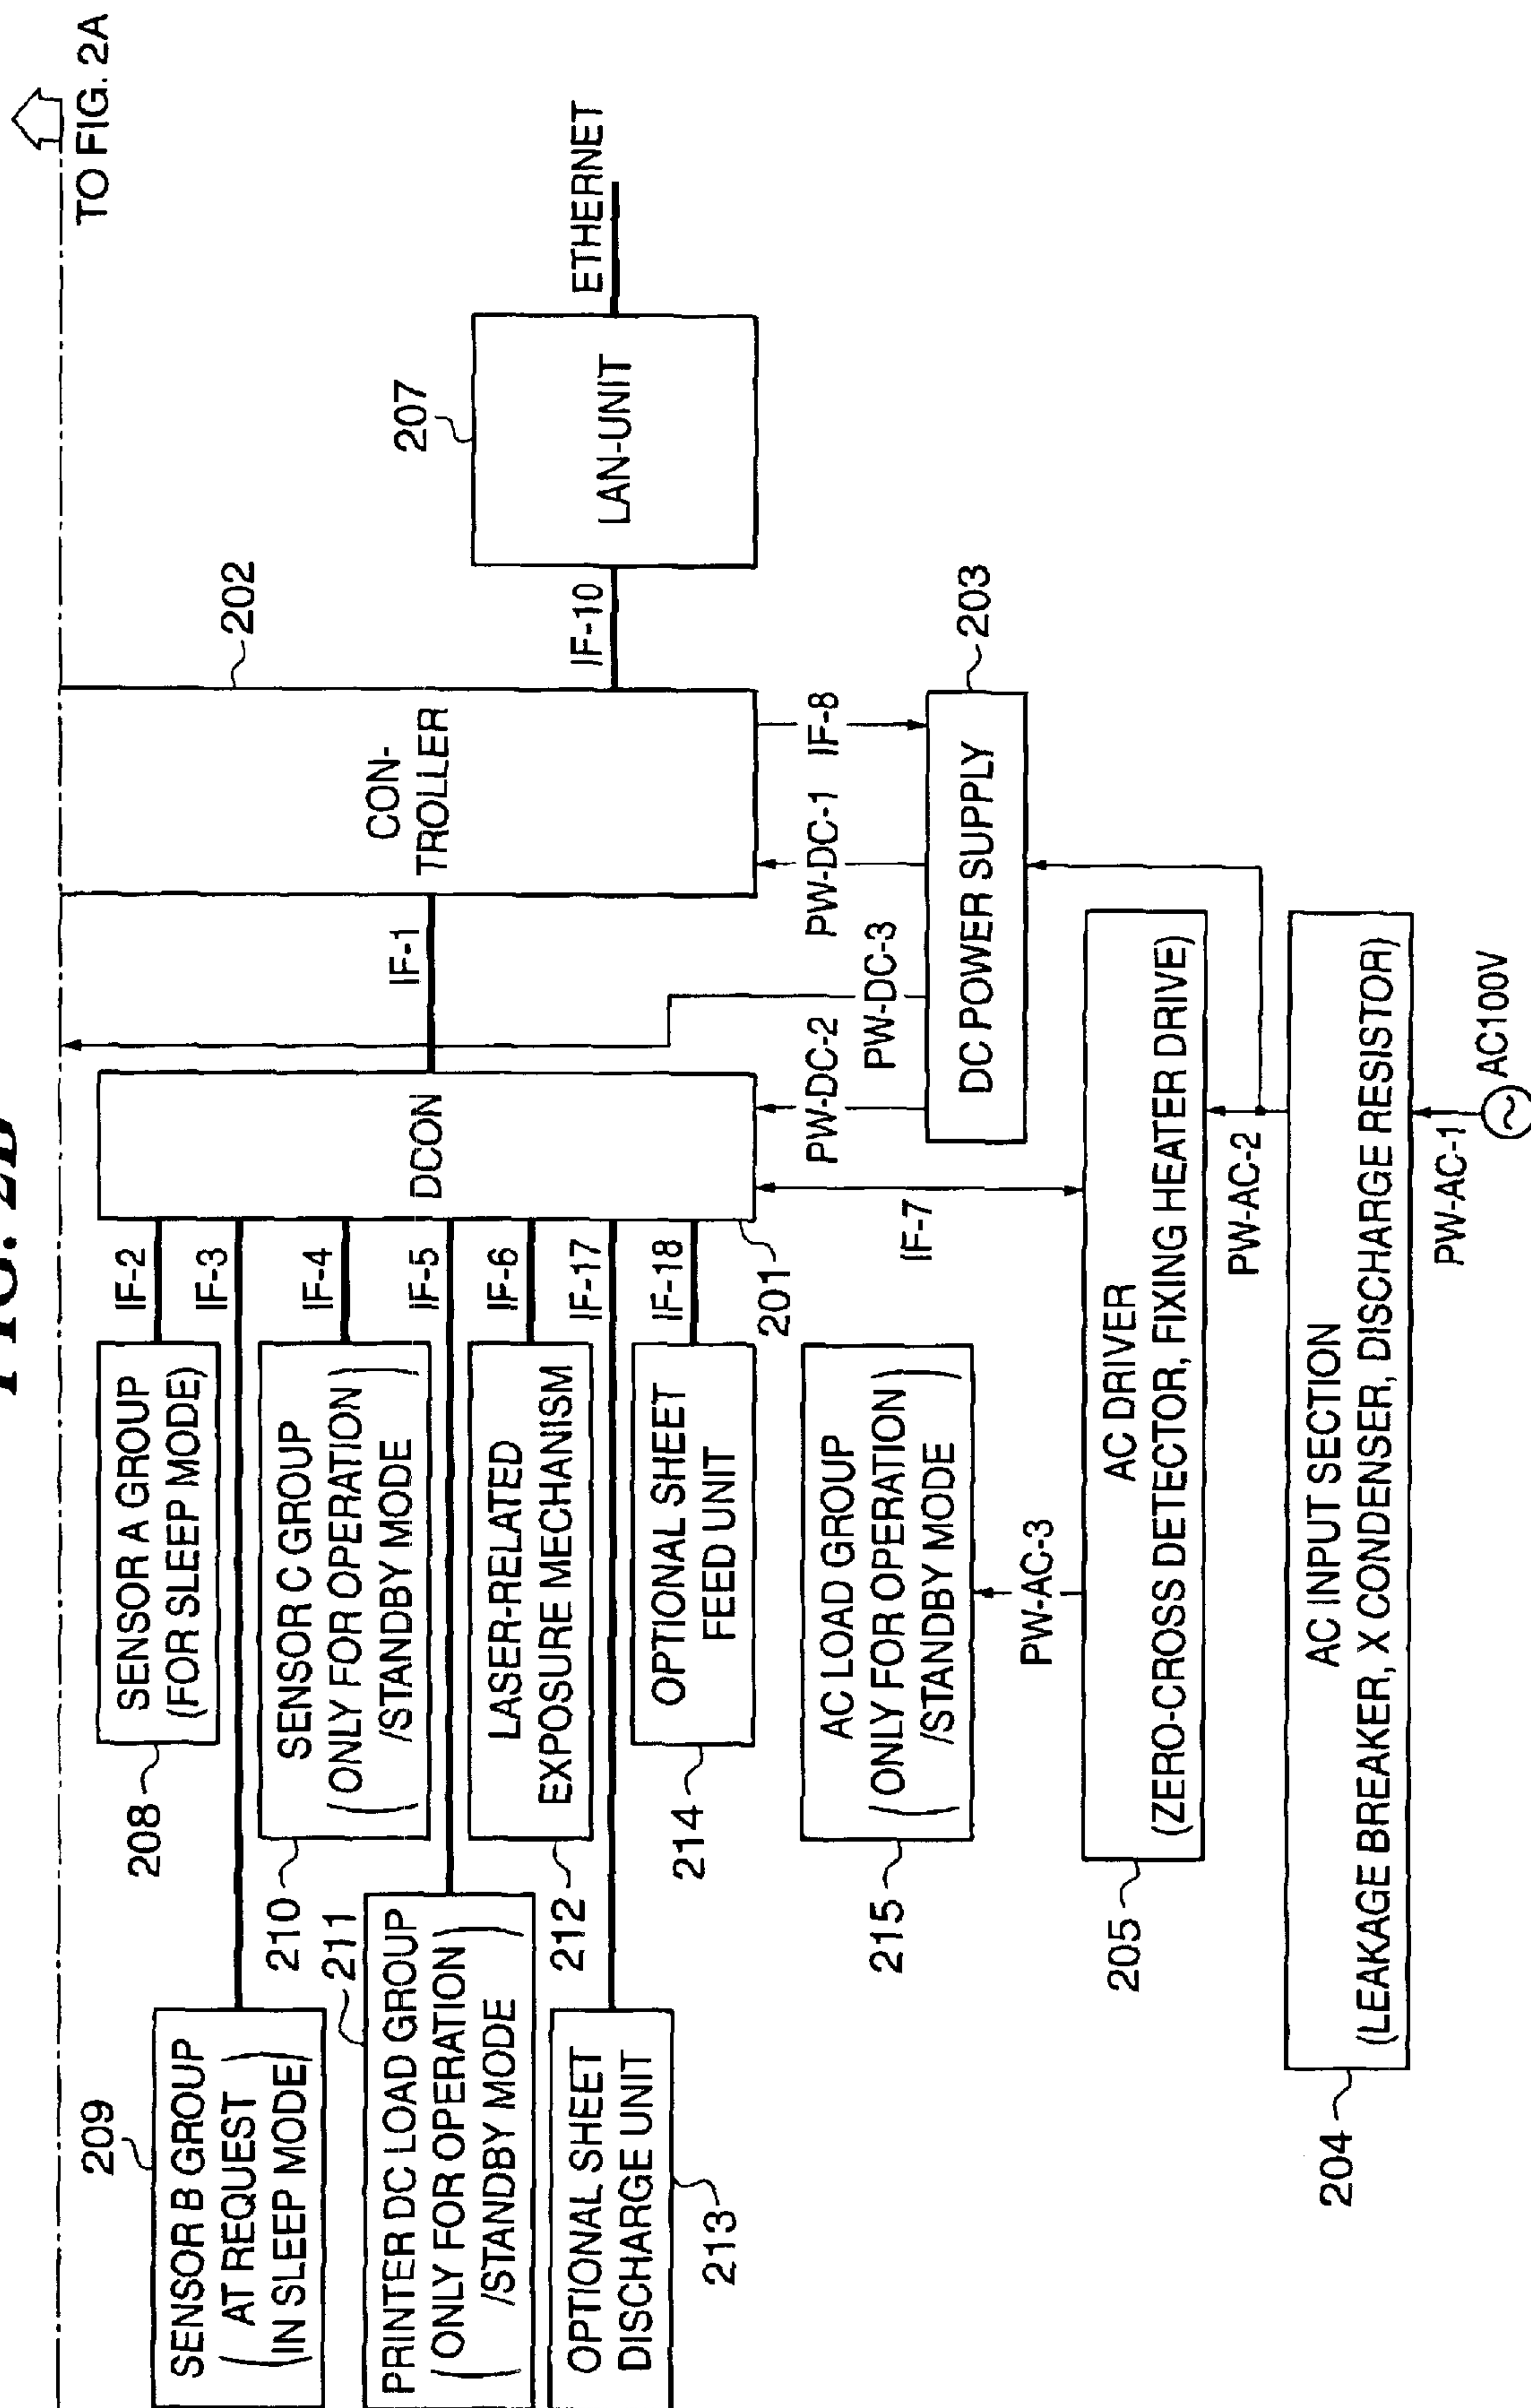 FIG. 2B
TO FIG. 2A
209
SENSOR B GROUP
(AT REQUEST
IN SLEEP MODE)
208
SENSOR A GROUP
(FOR SLEEP MODE)
IF-2
IF-3
210
SENSOR C GROUP
(ONLY FOR OPERATION
/STANDBY MODE)
IF-4
211
PRINTER DC LOAD GROUP
(ONLY FOR OPERATION
/STANDBY MODE)
IF-5
212
LASER-RELATED
EXPOSURE MECHANISM
IF-6
OPTIONAL SHEET
DISCHARGE UNIT
213
IF-17
214
OPTIONAL SHEET
FEED UNIT
IF-18
201
DCON
IF-1
CON-
TROLLER
202
IF-10
207
LAN-UNIT
ETHERNET
215
AC LOAD GROUP
(ONLY FOR OPERATION
/STANDBY MODE)
PW-AC-3
IF-7
PW-DC-2
PW-DC-3
PW-DC-1
IF-8
203
DC POWER SUPPLY
205
AC DRIVER
(ZERO-CROSS DETECTOR, FIXING HEATER DRIVE)
PW-AC-2
204
AC INPUT SECTION
(LEAKAGE BREAKER, X CONDENSER, DISCHARGE RESISTOR)
PW-AC-1
AC100V